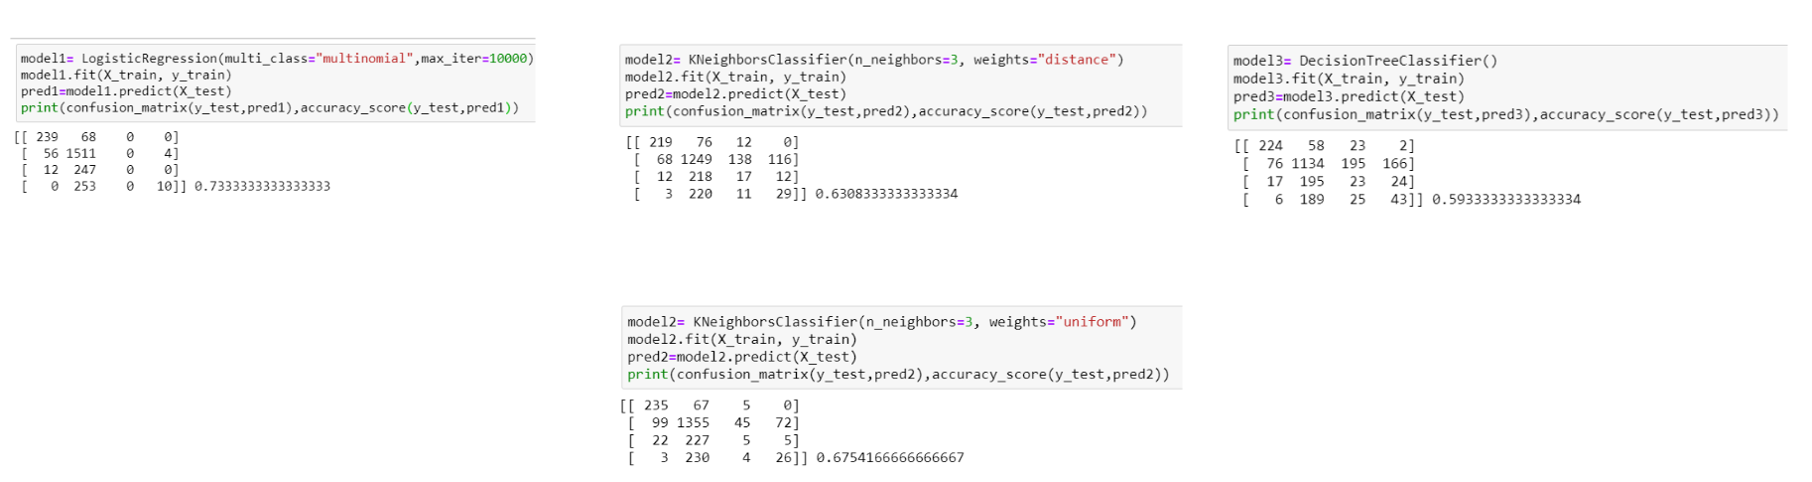 model1= LogisticRegression(multi_class="multinomial",max_iter=10000)
model1.fit(X_train, y_train)
pred1=model1.predict(X_test)
print(confusion_matrix(y_test,pred1),accuracy_score(y_test,pred1))
[[ 239 68 0 0]
[ 56 1511 0 4]
[ 12 247 0 0]
[ 0 253 0 10]] 0.7333333333333333
model2= KNeighborsClassifier(n_neighbors=3, weights="distance")
model2.fit(X_train, y_train)
pred2=model2.predict(X_test)
print(confusion_matrix(y_test,pred2),accuracy_score(y_test,pred2))
[[ 219 76 12 0]
[ 68 1249 138 116]
[ 12 218 17 12]
[ 3 220 11 29]] 0.6308333333333334
model3= DecisionTreeClassifier()
model3.fit(X_train, y_train)
pred3=model3.predict(X_test)
print(confusion_matrix(y_test,pred3),accuracy_score(y_test,pred3))
[[ 224 58 23 2]
[ 76 1134 195 166]
[ 17 195 23 24]
[ 6 189 25 43]] 0.5933333333333334
model2= KNeighborsClassifier(n_neighbors=3, weights="uniform")
model2.fit(X_train, y_train)
pred2=model2.predict(X_test)
print(confusion_matrix(y_test,pred2),accuracy_score(y_test,pred2))
[[ 235 67 5 0]
[ 99 1355 45 72]
[ 22 227 5 5]
[ 3 230 4 26]] 0.6754166666666667